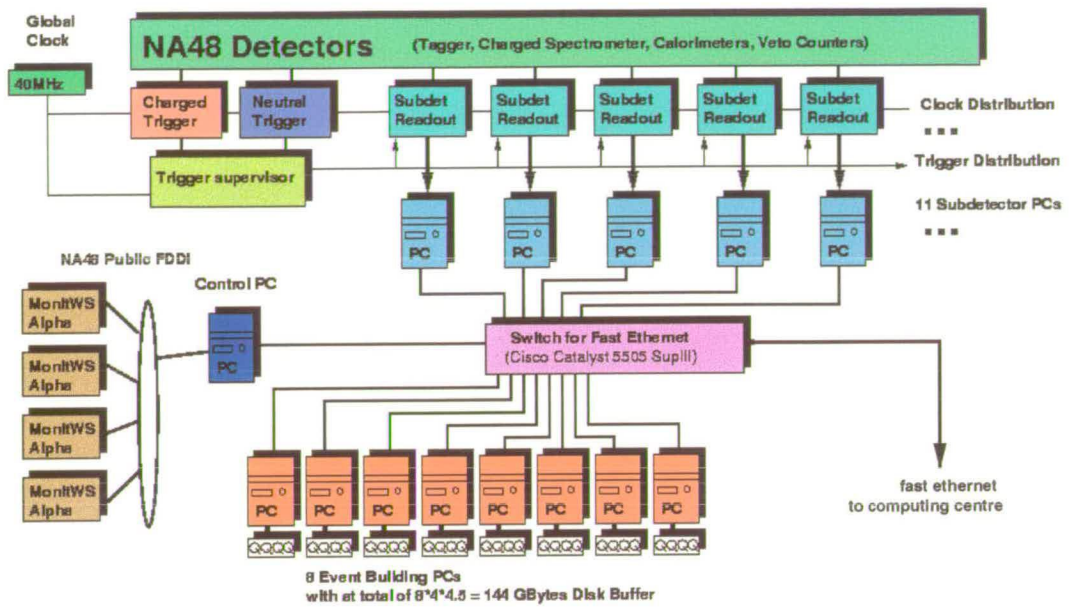 Global
Clock
40MHz
NA48 Detectors
(Tagger, Charged Spectrometer, Calorimeters, Veto Counters)
Charged
Trigger
Neutral
Trigger
Subdet
Readout
Subdet
Readout
Subdet
Readout
Subdet
Readout
Subdet
Readout
Clock Distribution
Trigger supervisor
Trigger Distribution
PC
PC
PC
PC
PC
11 Subdetector PCs
NA48 Public FDDI
Control PC
MonitWS
Alpha
MonitWS
Alpha
MonitWS
Alpha
MonitWS
Alpha
PC
Switch for Fast Ethernet
(Cisco Catalyst 5505 SupIII)
PC
PC
PC
PC
PC
PC
PC
PC
fast ethernet
to computing centre
8 Event Building PCs
with at total of 8*4*4.5 = 144 GBytes Disk Buffer